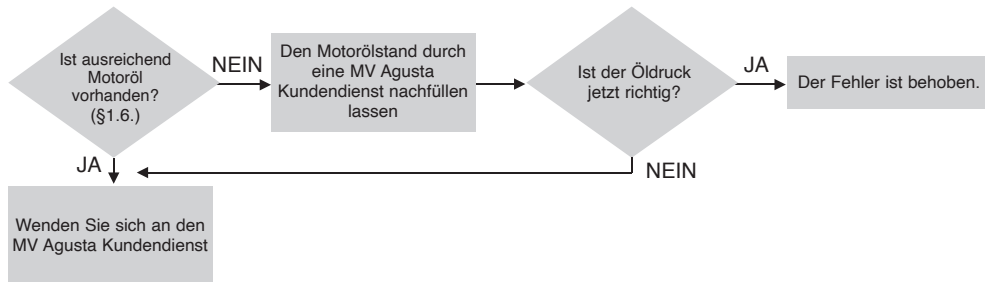 Ist ausreichend
Motoröl
vorhanden?
(§1.6.)
NEIN
Den Motorölstand durch
eine MV Agusta
Kundendienst nachfüllen
lassen
Ist der Öldruck
jetzt richtig?
JA
Der Fehler ist behoben.
JA
NEIN
Wenden Sie sich an den
MV Agusta Kundendienst